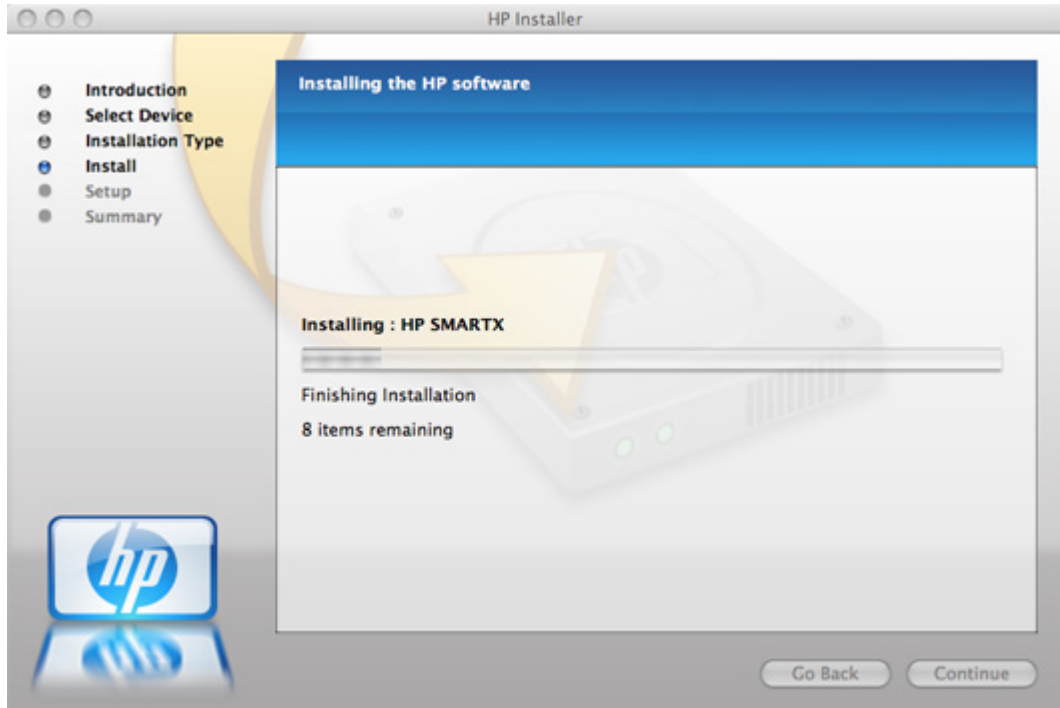 HP Installer
Introduction
Select Device
Installation Type
Install
Setup
Summary
Installing the HP software
Installing : HP SMARTX
Finishing Installation
8 items remaining
hp
Go Back
Continue